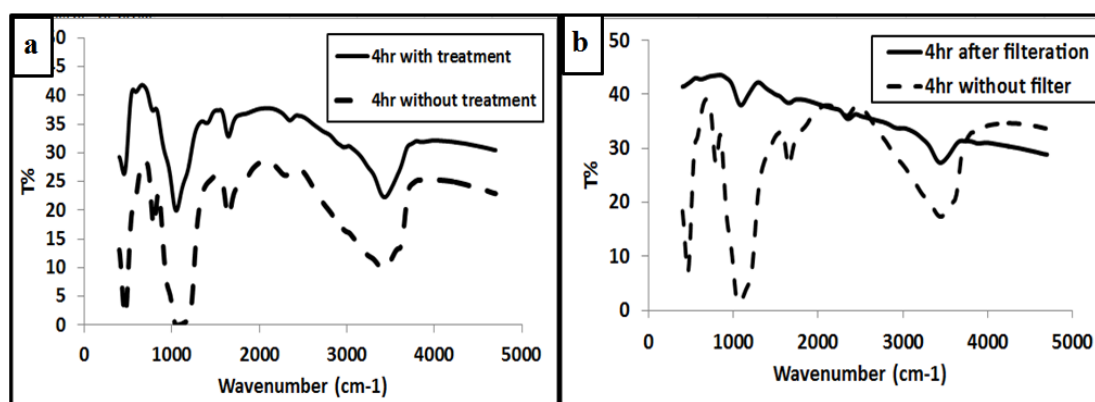 a
50
45
40
35
30
25
20
15
10
5
0
T%
4hr with treatment
4hr without treatment
0 1000 2000 3000 4000 5000
Wavenumber (cm-1)
b
50
40
30
20
10
0
T%
4hr after filteration
4hr without filter
0 1000 2000 3000 4000 5000
Wavenumber (cm-1)